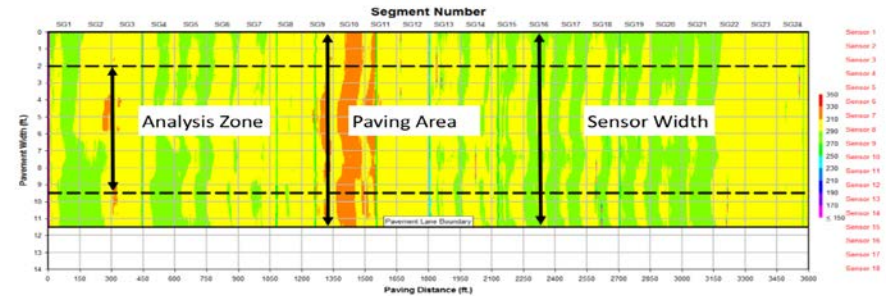 Segment Number
SG1 SG2 SG3 SG4 SG5 SG6 SG7 SG8 SG9 SG10 SG11 SG12 SG13 SG14 SG15 SG16 SG17 SG18 SG19 SG20 SG21 SG22 SG23 SG24
Pavement Width (ft.)
0
1
2
3
4
5
6
7
8
9
10
11
12
13
14
Analysis Zone
Paving Area
Sensor Width
Pavement Lane Boundary
0 150 300 450 600 750 900 1050 1200 1350 1500 1650 1800 1950 2100 2250 2400 2550 2700 2850 3000 3150 3300 3450 3600
Paving Distance (ft.)
350
330
310
290
270
250
230
210
190
170
≤ 150
Sensor 1
Sensor 2
Sensor 3
Sensor 4
Sensor 5
Sensor 6
Sensor 7
Sensor 8
Sensor 9
Sensor 10
Sensor 11
Sensor 12
Sensor 13
Sensor 14
Sensor 15
Sensor 16
Sensor 17
Sensor 18